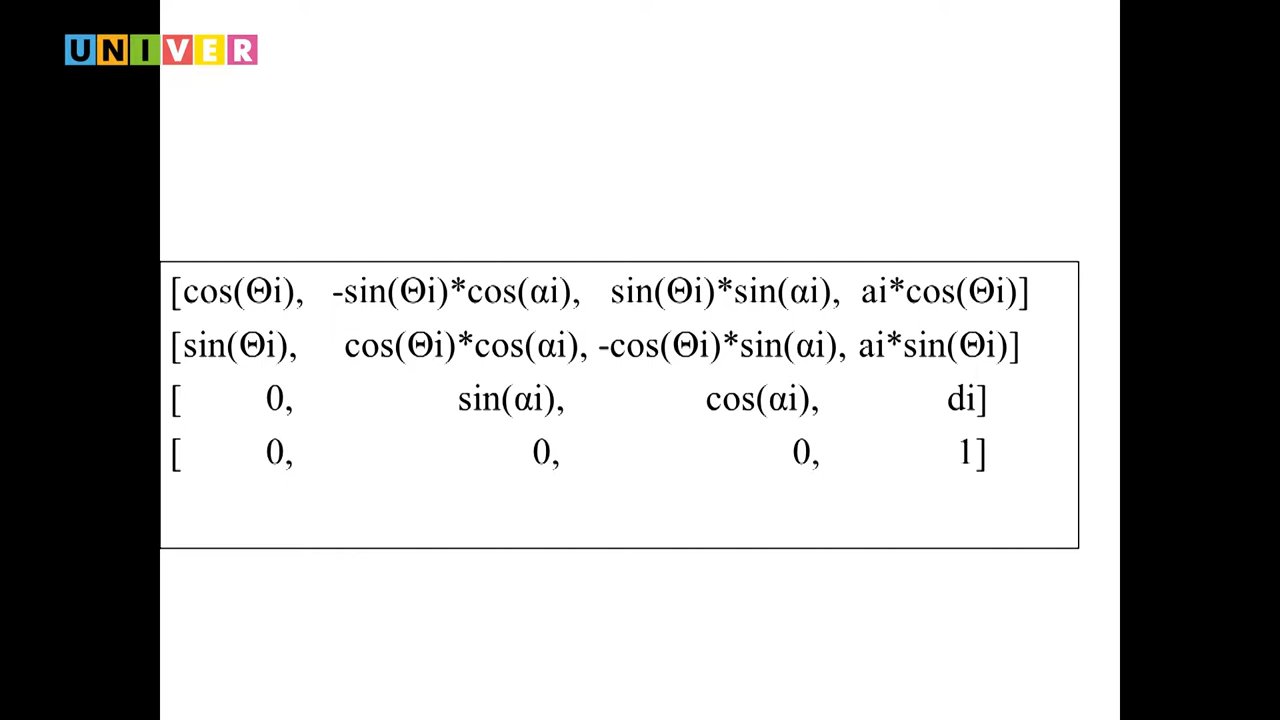 UNIVER
[cos(Θi), -sin(Θi)*cos(αi), sin(Θi)*sin(αi), ai*cos(Θi)]
[sin(Θi), cos(Θi)*cos(αi), -cos(Θi)*sin(αi), ai*sin(Θi)]
[ 0, sin(αi), cos(αi), di]
[ 0, 0, 0, 1]